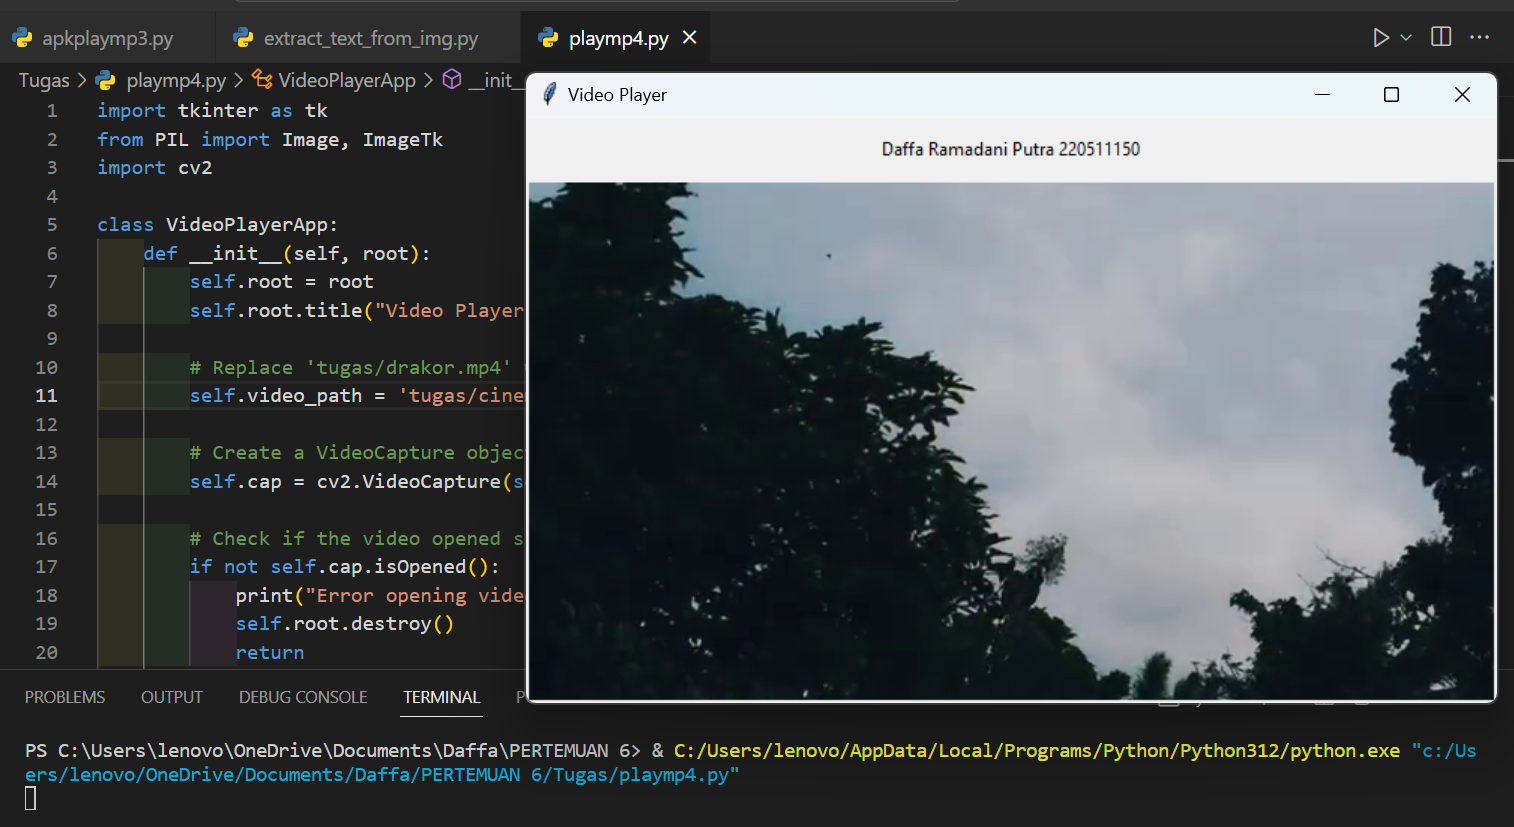 apkplaymp3.py
extract_text_from_img.py
playmp4.py
Tugas > playmp4.py > VideoPlayerApp > __init__
1 import tkinter as tk
2 from PIL import Image, ImageTk
3 import cv2
4
5 class VideoPlayerApp:
6 def __init__(self, root):
7 self.root = root
8 self.root.title("Video Player
9
10 # Replace 'tugas/drakor.mp4'
11 self.video_path = 'tugas/cine
12
13 # Create a VideoCapture objec
14 self.cap = cv2.VideoCapture(s
15
16 # Check if the video opened s
17 if not self.cap.isOpened():
18 print("Error opening vide
19 self.root.destroy()
20 return
Video Player
Daffa Ramadani Putra 220511150
PROBLEMS OUTPUT DEBUG CONSOLE TERMINAL P
PS C:\Users\lenovo\OneDrive\Documents\Daffa\PERTEMUAN 6> & C:/Users/lenovo/AppData/Local/Programs/Python/Python312/python.exe "c:/Us
ers/lenovo/OneDrive/Documents/Daffa/PERTEMUAN 6/Tugas/playmp4.py"